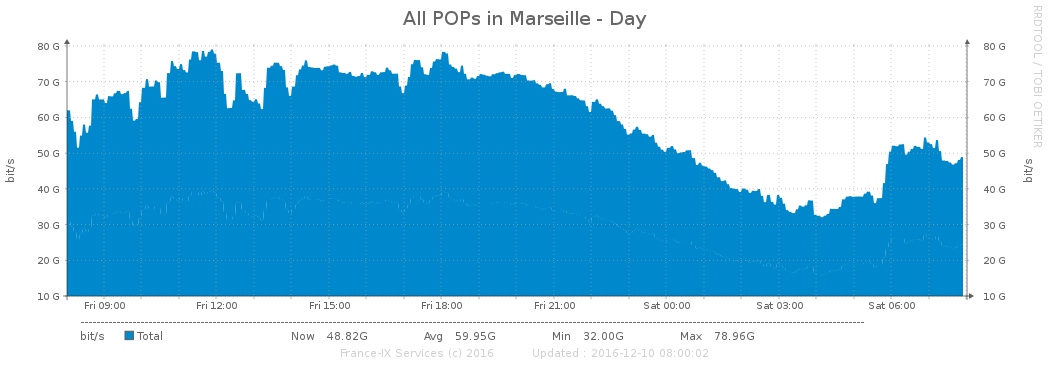 All POPs in Marseille - Day
RRDTOOL / TOBI OETIKER
80 G 80 G
70 G 70 G
60 G 60 G
50 G 50 G
bit/s bit/s
40 G 40 G
30 G 30 G
20 G 20 G
10 G 10 G
Fri 09:00 Fri 12:00 Fri 15:00 Fri 18:00 Fri 21:00 Sat 00:00 Sat 03:00 Sat 06:00
bit/s Total Now 48.82G Avg 59.95G Min 32.00G Max 78.96G
France-IX Services (c) 2016 Updated : 2016-12-10 08:00:02